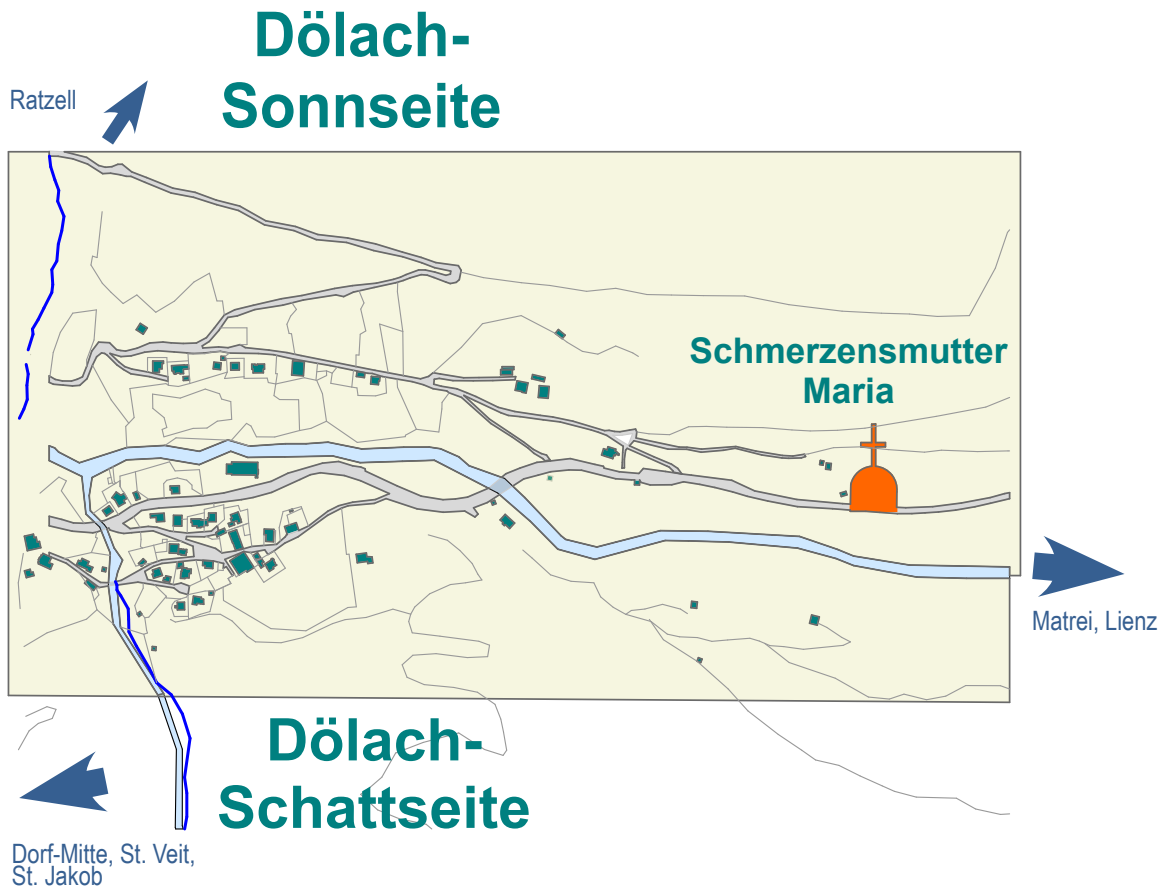 Dölach-
Sonnseite
Ratzell
Schmerzensmutter
Maria
Matrei, Lienz
Dölach-
Schattseite
Dorf-Mitte, St. Veit,
St. Jakob